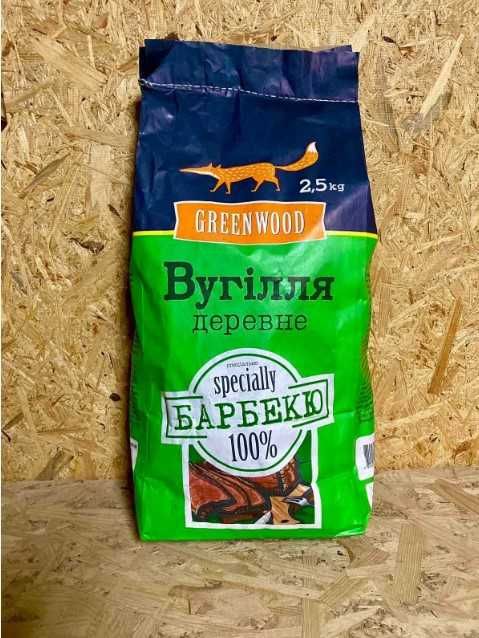 2,5kg
GREENWOOD
Вугілля
деревне
specially
БАРБЕКЮ
100%